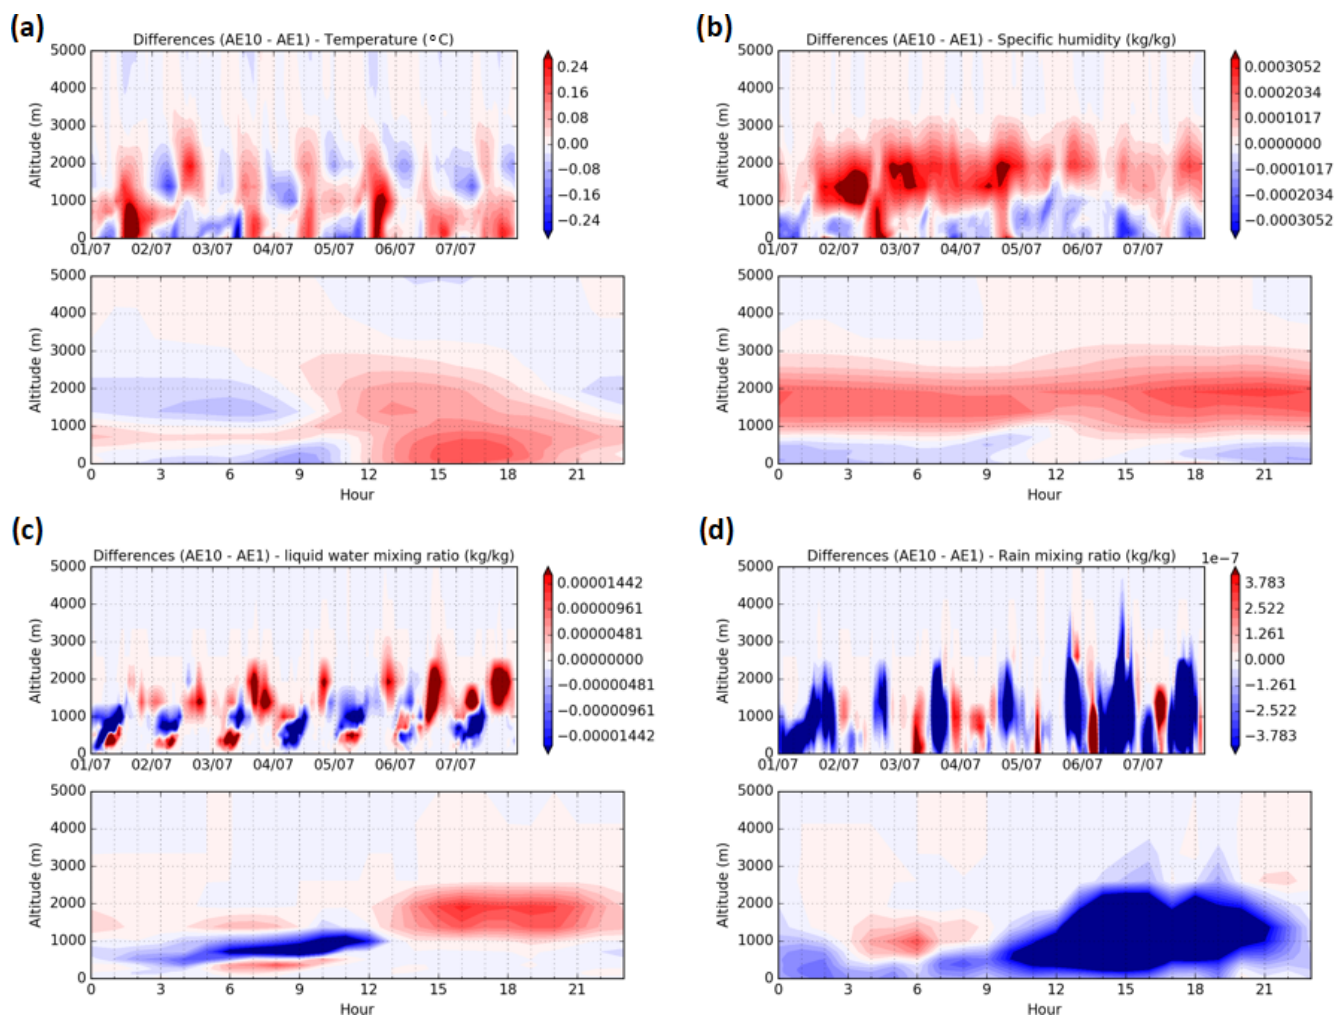 (a)
Differences (AE10 - AE1) - Temperature (ºC)
5000
4000
3000
2000
1000
0
Altitude (m)
01/07 02/07 03/07 04/07 05/07 06/07 07/07
0.24
0.16
0.08
0.00
−0.08
−0.16
−0.24
5000
4000
3000
2000
1000
0
Altitude (m)
0 3 6 9 12 15 18 21
Hour
(b)
Differences (AE10 - AE1) - Specific humidity (kg/kg)
5000
4000
3000
2000
1000
0
Altitude (m)
01/07 02/07 03/07 04/07 05/07 06/07 07/07
0.0003052
0.0002034
0.0001017
0.0000000
−0.0001017
−0.0002034
−0.0003052
5000
4000
3000
2000
1000
0
Altitude (m)
0 3 6 9 12 15 18 21
Hour
(c)
Differences (AE10 - AE1) - liquid water mixing ratio (kg/kg)
5000
4000
3000
2000
1000
0
Altitude (m)
01/07 02/07 03/07 04/07 05/07 06/07 07/07
0.00001442
0.00000961
0.00000481
0.00000000
−0.00000481
−0.00000961
−0.00001442
5000
4000
3000
2000
1000
0
Altitude (m)
0 3 6 9 12 15 18 21
Hour
(d)
Differences (AE10 - AE1) - Rain mixing ratio (kg/kg)
1e−7
5000
4000
3000
2000
1000
0
Altitude (m)
01/07 02/07 03/07 04/07 05/07 06/07 07/07
3.783
2.522
1.261
0.000
−1.261
−2.522
−3.783
5000
4000
3000
2000
1000
0
Altitude (m)
0 3 6 9 12 15 18 21
Hour